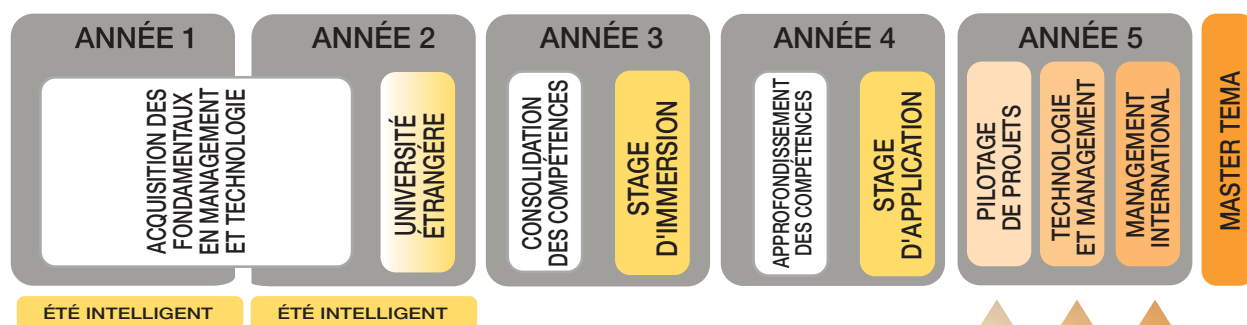 ANNÉE 1
ACQUISITION DES
FONDAMENTAUX
EN MANAGEMENT
ET TECHNOLOGIE
ANNÉE 2
UNIVERSITÉ
ÉTRANGÉRE
ANNÉE 3
CONSOLIDATION
DES COMPÉTENCES
STAGE
D'IMMERSION
ANNÉE 4
APPROFONDISSEMENT
DES COMPÉTENCES
STAGE
D'APPLICATION
ANNÉE 5
PILOTAGE
DE PROJETS
TECHNOLOGIE
ET MANAGEMENT
MANAGEMENT
INTERNATIONAL
MASTER TEMA
ÉTÉ INTELLIGENT
ÉTÉ INTELLIGENT